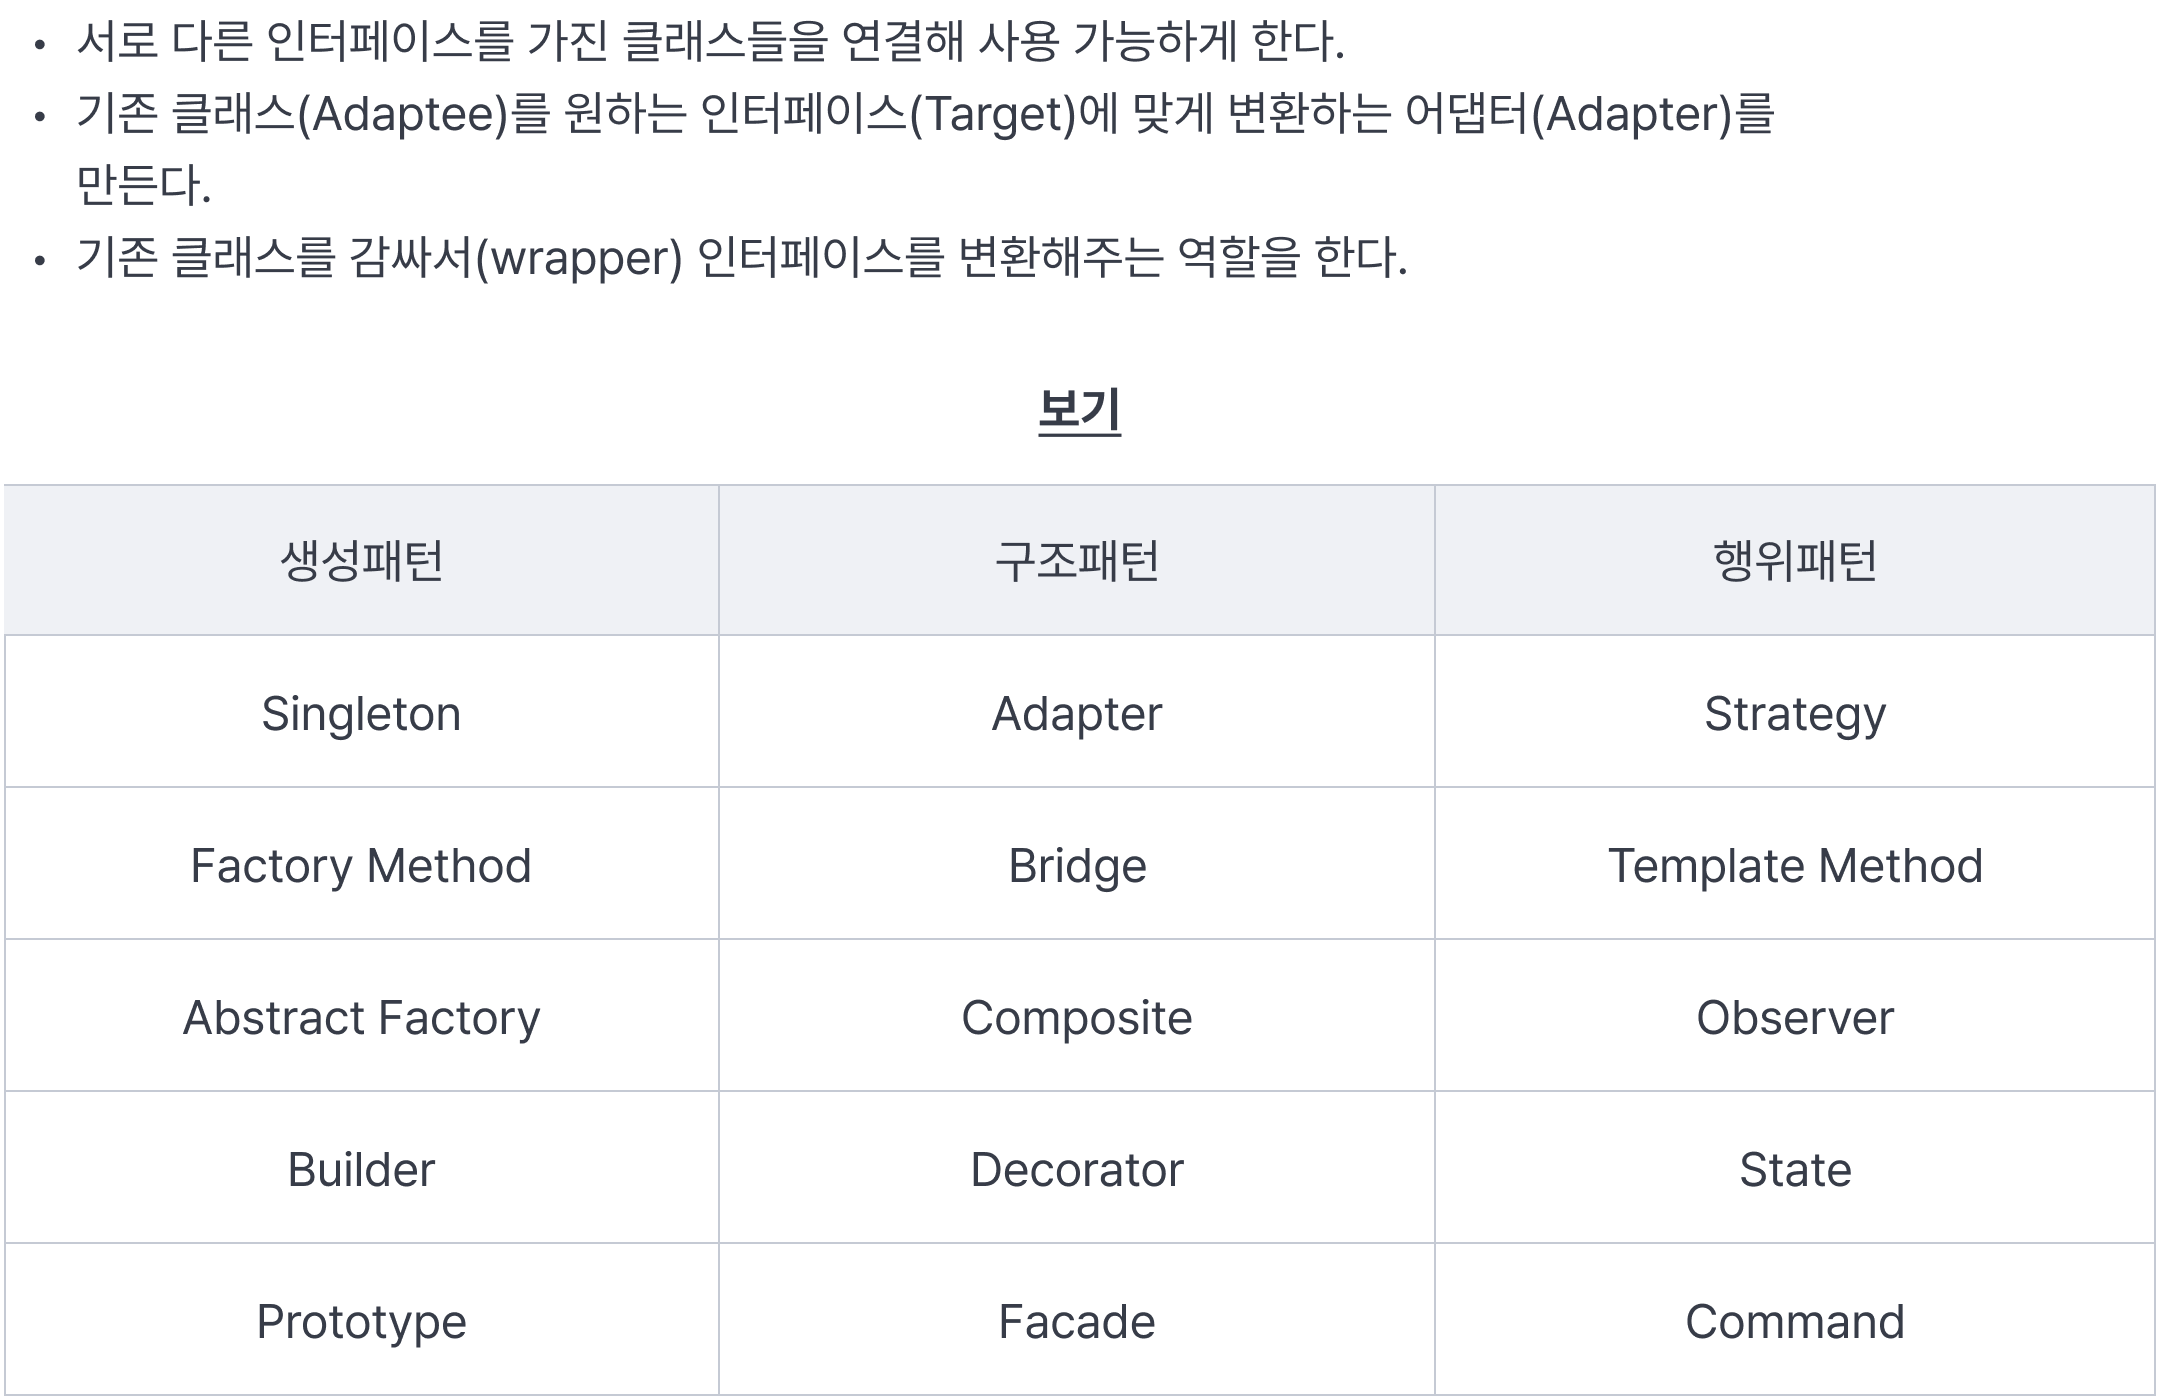 • 서로 다른 인터페이스를 가진 클래스들을 연결해 사용 가능하게 한다.
• 기존 클래스(Adaptee)를 원하는 인터페이스(Target)에 맞게 변환하는 어댑터(Adapter)를
만든다.
• 기존 클래스를 감싸서(wrapper) 인터페이스를 변환해주는 역할을 한다.
보기
생성패턴 구조패턴 행위패턴
Singleton Adapter Strategy
Factory Method Bridge Template Method
Abstract Factory Composite Observer
Builder Decorator State
Prototype Facade Command